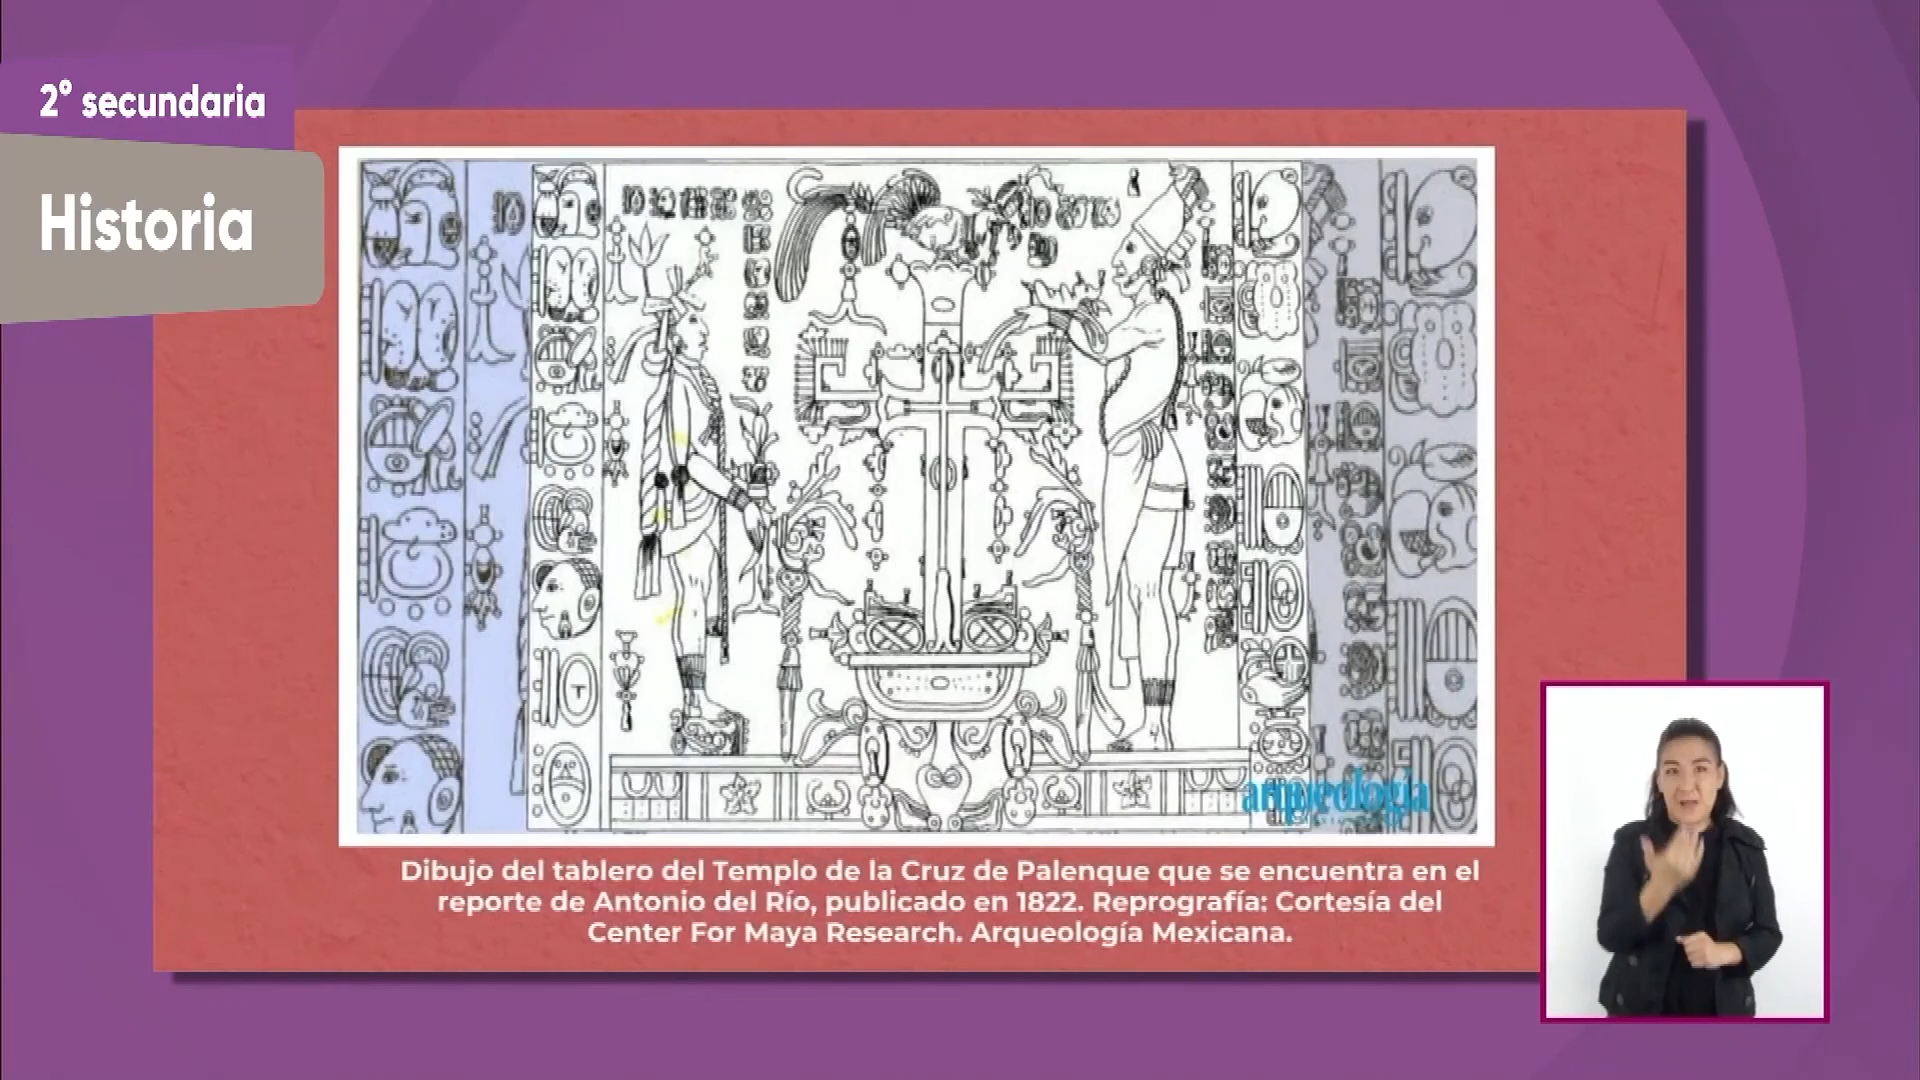 2° secundaria
Historia
arqueología
Dibujo del tablero del Templo de la Cruz de Palenque que se encuentra en el
reporte de Antonio del Río, publicado en 1822. Reprografía: Cortesía del
Center For Maya Research. Arqueología Mexicana.